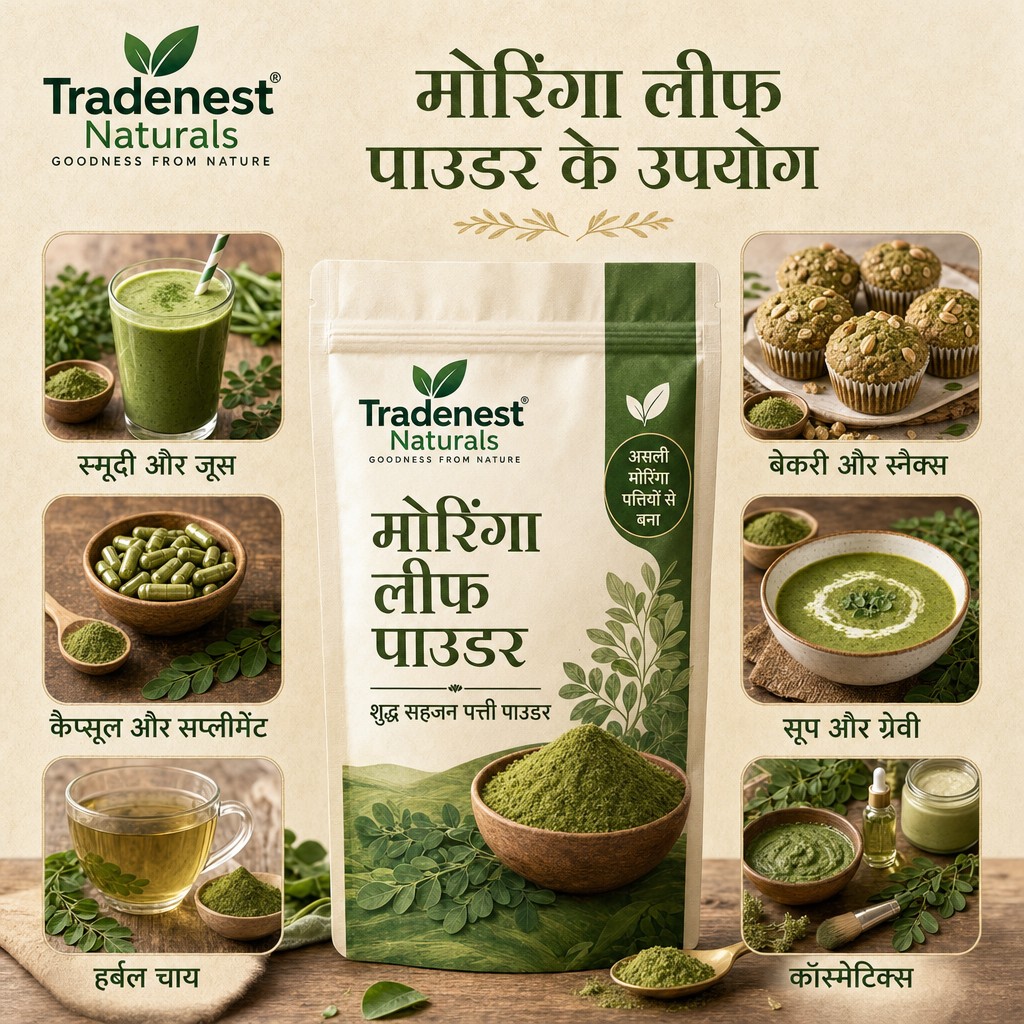 Tradenest®
Naturals
GOODNESS FROM NATURE
मोरिंगा लीफ
पाउडर के उपयोग
स्मूदी और जूस
बेकरी और स्नैक्स
Tradenest®
Naturals
GOODNESS FROM NATURE
असली
मोरिंगा
पत्तियों से
बना
मोरिंगा
लीफ
पाउडर
शुद्ध सहजन पत्ती पाउडर
कैप्सूल और सप्लीमेंट
सूप और ग्रेवी
हर्बल चाय
कॉस्मेटिक्स